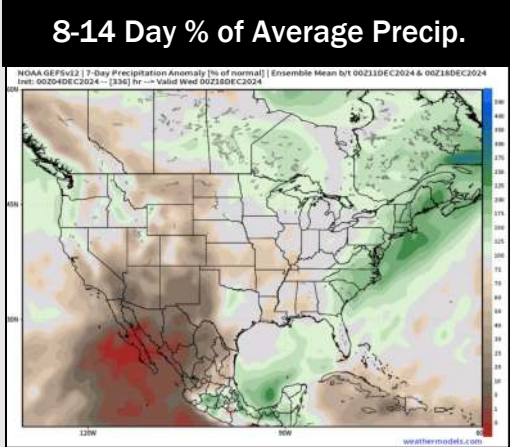 8-14 Day % of Average Precip.
NOAA GEFSv12 | 7-Day Precipitation Anomaly [% of normal] | Ensemble Mean b/t 00Z11DEC2024 & 00Z18DEC2024
Init: 00Z04DEC2024 -- [336] hr --> Valid Wed 00Z18DEC2024
60N
45N
30N
120W
90W
weathermodels.com